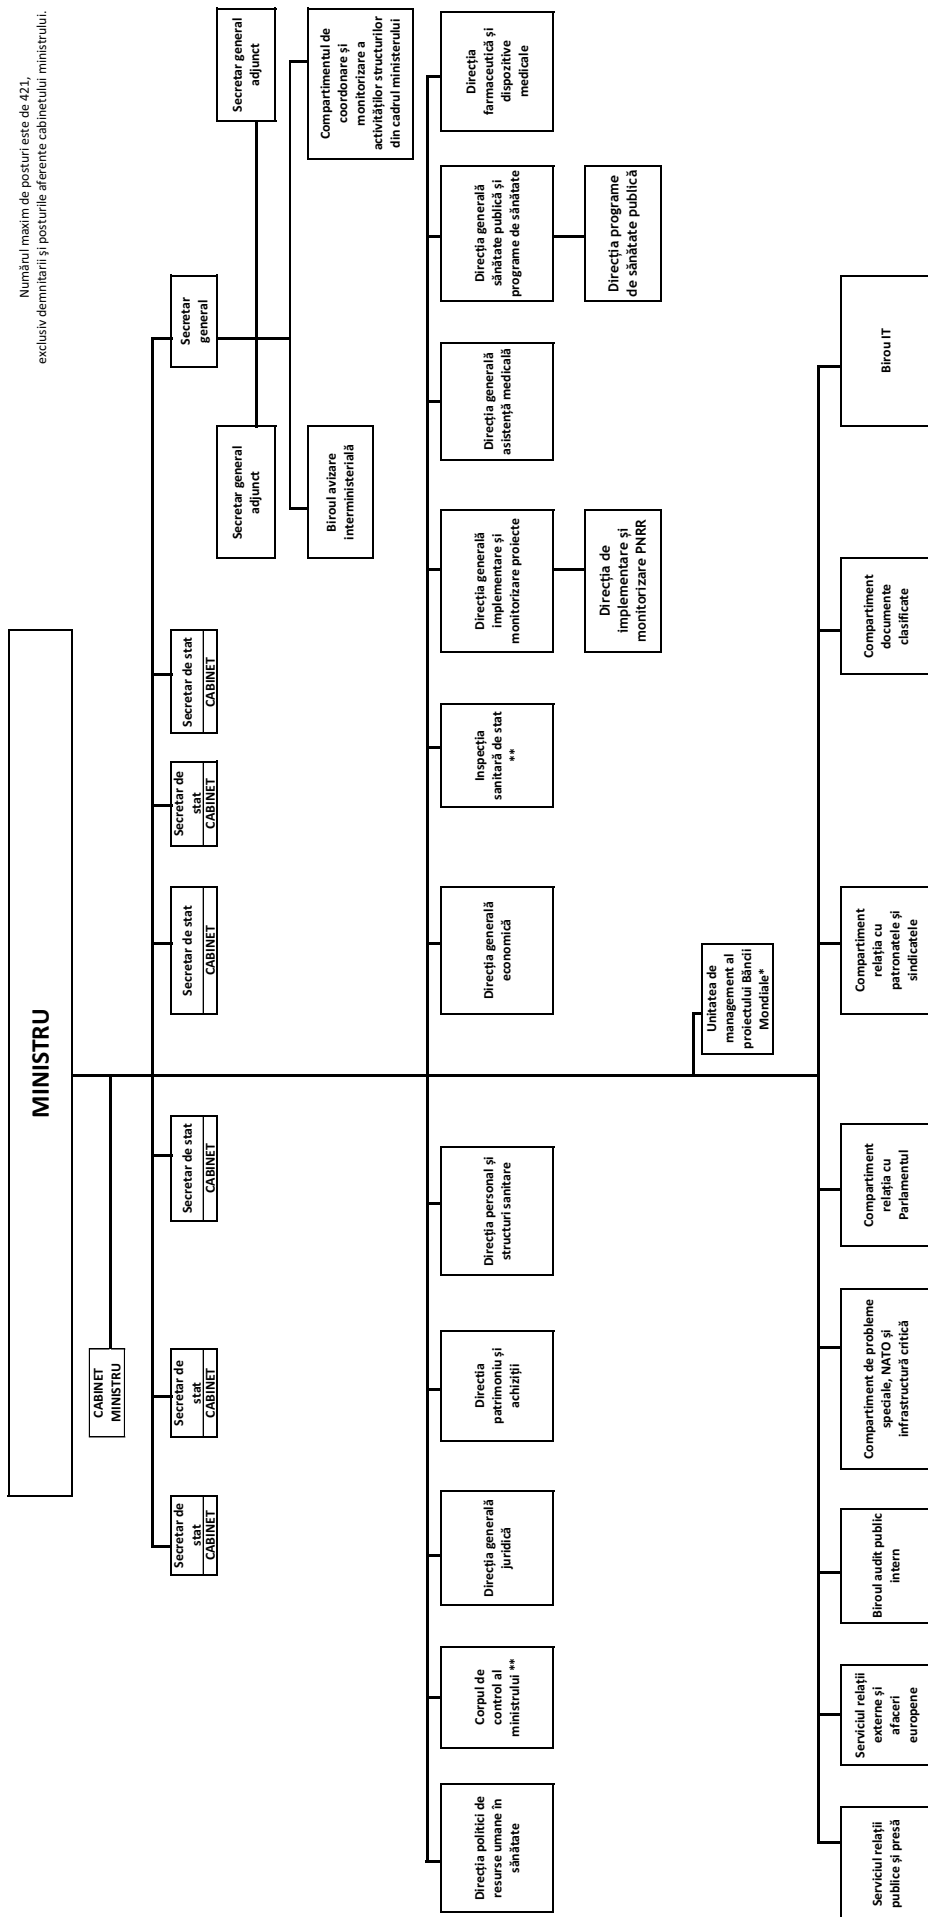 Numărul maxim de posturi este de 421,
exclusiv demnitarii și posturile aferente cabinetului ministrului.
MINISTRU
CABINET
MINISTRU
Secretar de
stat
CABINET
Secretar de
stat
CABINET
Secretar de stat
CABINET
Secretar de stat
CABINET
Secretar de
stat
CABINET
Secretar de stat
CABINET
Secretar
general
Secretar general
adjunct
Secretar general
adjunct
Biroul avizare
interministerială
Compartimentul de
coordonare și
monitorizare a
activităților structurilor
din cadrul ministerului
Direcția politici de
resurse umane în
sănătate
Corpul de
control al
ministrului **
Direcția generală
juridică
Directia
patrimoniu și
achiziții
Direcția personal și
structuri sanitare
Direcția generală
economică
Inspecția
sanitară de stat
**
Direcția generală
implementare și
monitorizare proiecte
Direcția generală
asistență medicală
Direcția generală
sănătate publică și
programe de sănătate
Direcția
farmaceutică și
dispozitive
medicale
Direcția de
implementare și
monitorizare PNRR
Direcția programe
de sănătate publică
Unitatea de
management al
proiectului Băncii
Mondiale*
Serviciul relații
publice și presă
Serviciul relații
externe și
afaceri
europene
Biroul audit public
intern
Compartiment de probleme
speciale, NATO și
infrastructură critică
Compartiment
relația cu
Parlamentul
Compartiment
relația cu
patronatele și
sindicatele
Compartiment
documente
clasificate
Birou IT